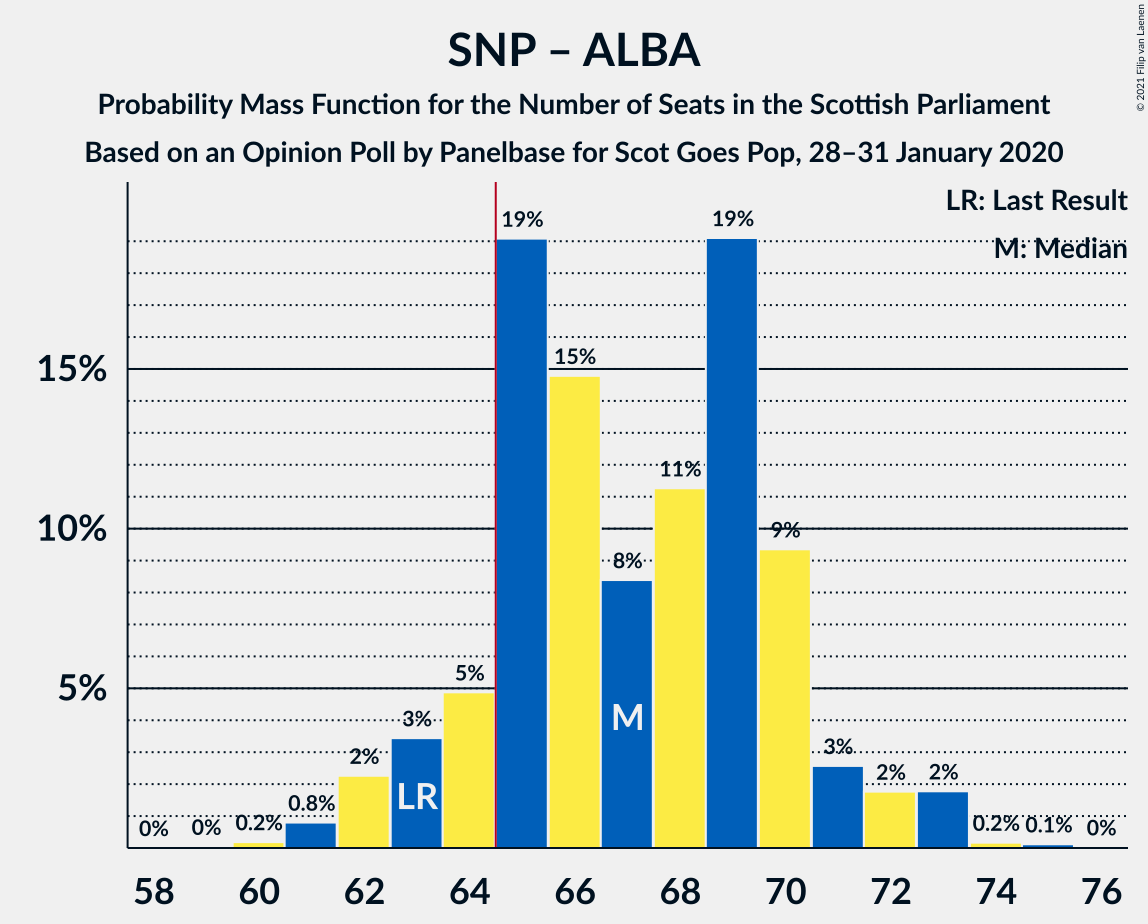 SNP – ALBA
Probability Mass Function for the Number of Seats in the Scottish Parliament
Based on an Opinion Poll by Panelbase for Scot Goes Pop, 28–31 January 2020
© 2021 Filip van Laenen
LR: Last Result
M: Median
19% 19%
15% 15%
11%
10% 9%
8%
5% 5%
M
3% 3%
2% 2% 2%
LR
0% 0% 0.2% 0.8% 0.2% 0.1% 0%
58 60 62 64 66 68 70 72 74 76